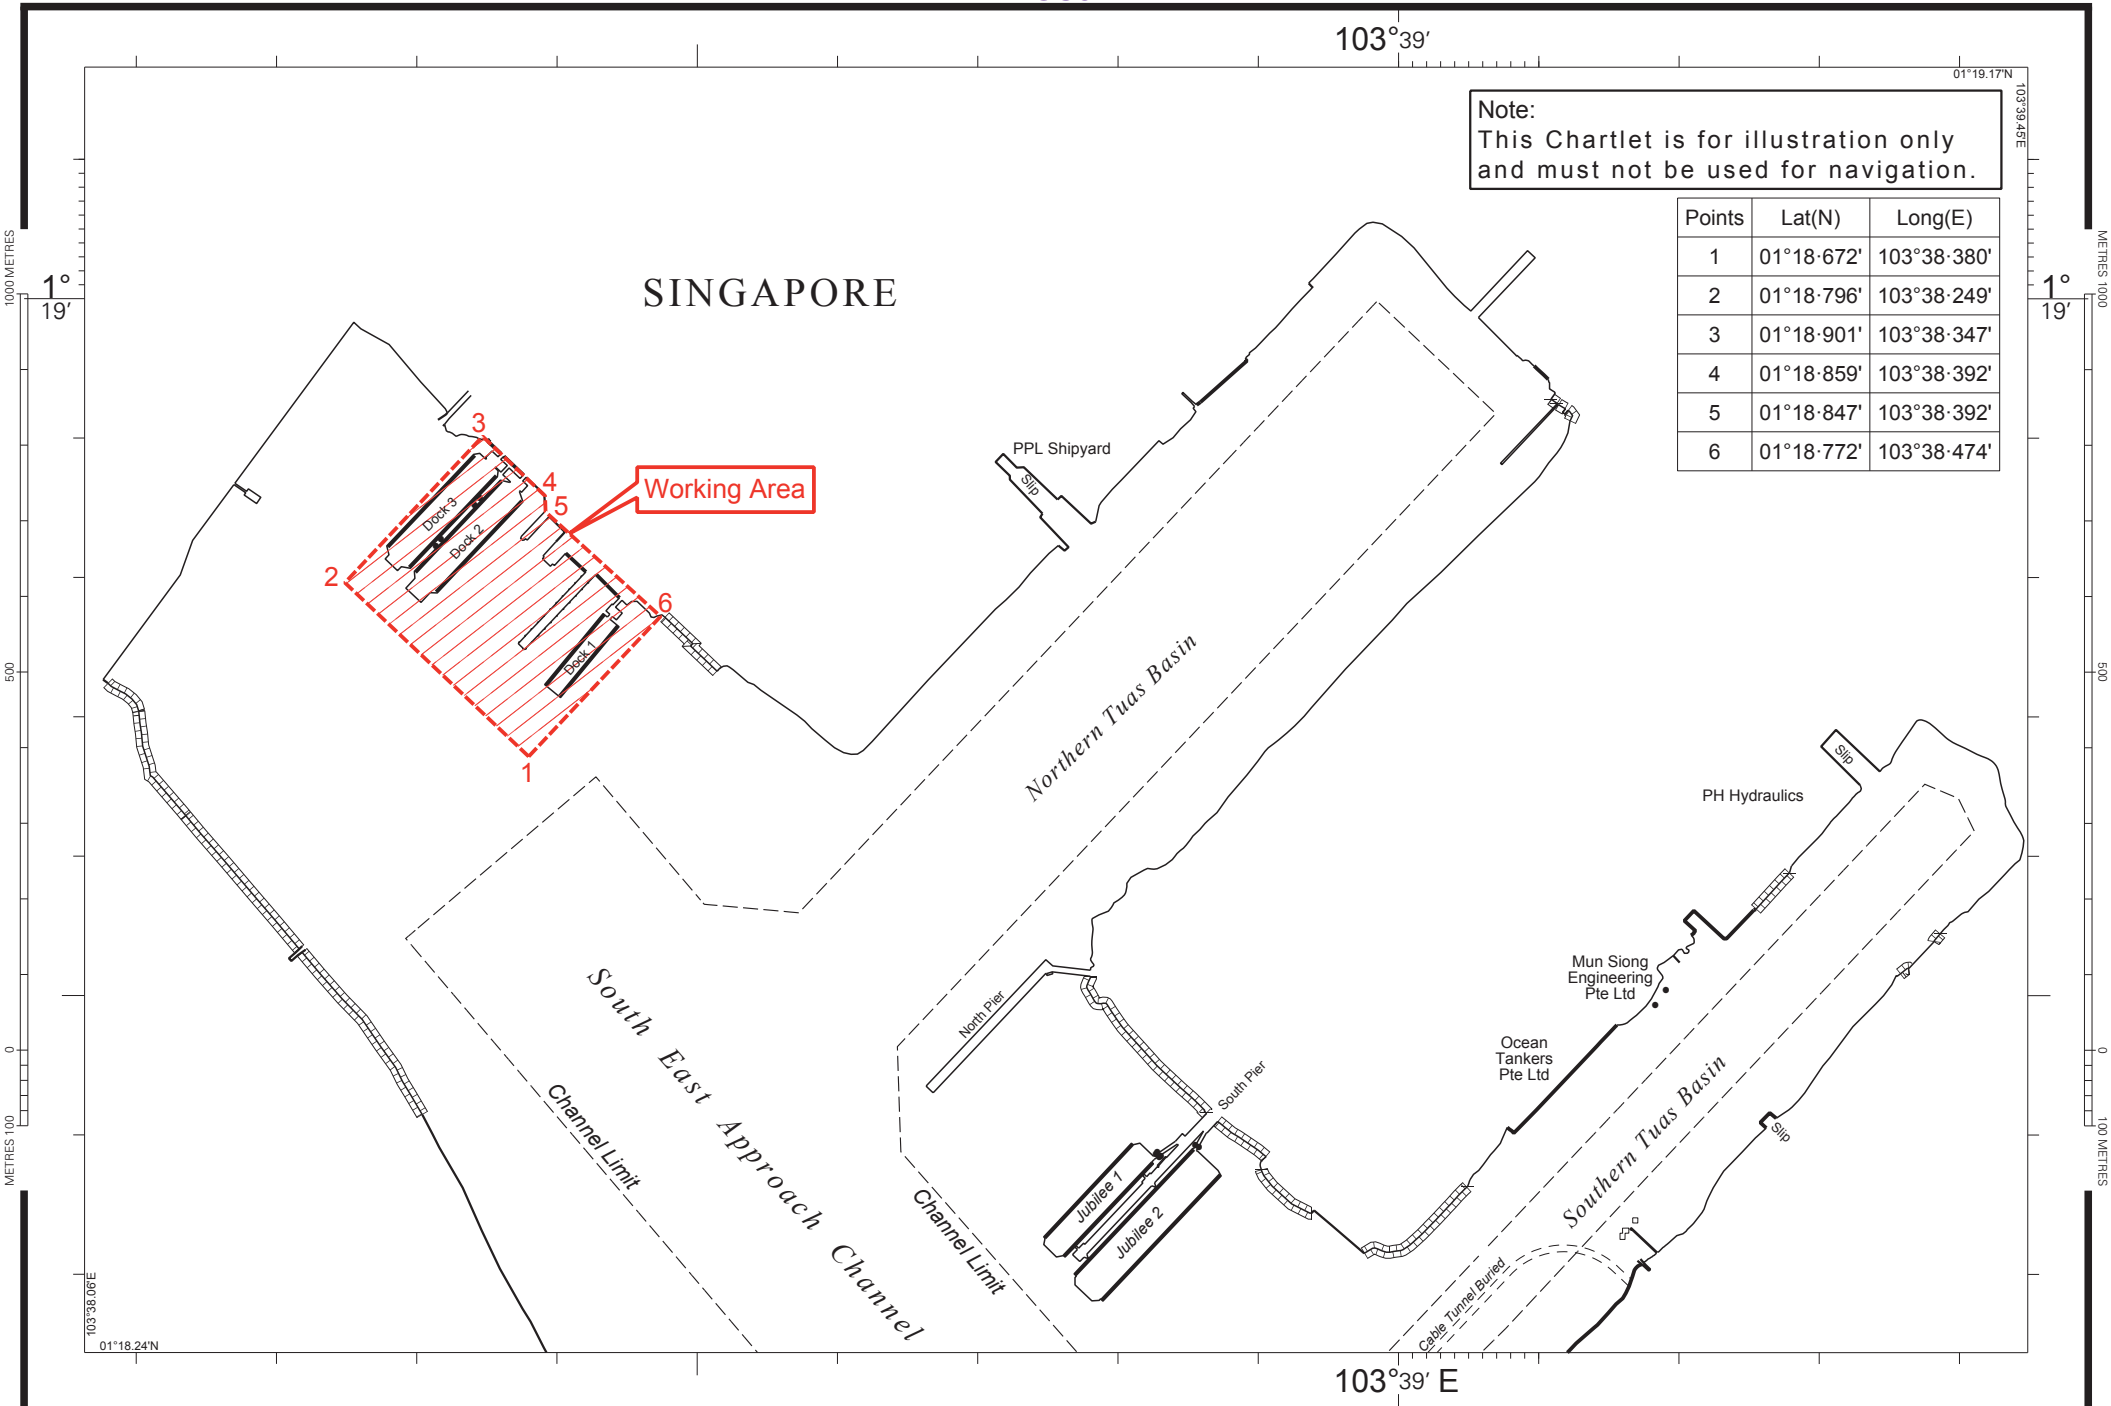 103°39′
01°19.17'N
103°39.45'E
Note:
This Chartlet is for illustration only
and must not be used for navigation.
Points Lat(N) Long(E)
1 01°18·672' 103°38·380'
2 01°18·796' 103°38·249'
3 01°18·901' 103°38·347'
4 01°18·859' 103°38·392'
5 01°18·847' 103°38·392'
6 01°18·772' 103°38·474'
1000 METRES
METRES 1000
1°
19′
1°
19′
SINGAPORE
3
4
5
2
6
1
Working Area
Dock 3
Dock 2
Dock 1
PPL Shipyard
Slip
500
500
Northern Tuas Basin
Slip
PH Hydraulics
South East Approach Channel
Channel Limit
Channel Limit
North Pier
South Pier
Mun Siong
Engineering
Pte Ltd
Ocean
Tankers
Pte Ltd
Southern Tuas Basin
Slip
0
0
METRES 100
100 METRES
Jubilee 1
Jubilee 2
Cable Tunnel Buried
103°38.06'E
01°18.24'N
103°39′ E